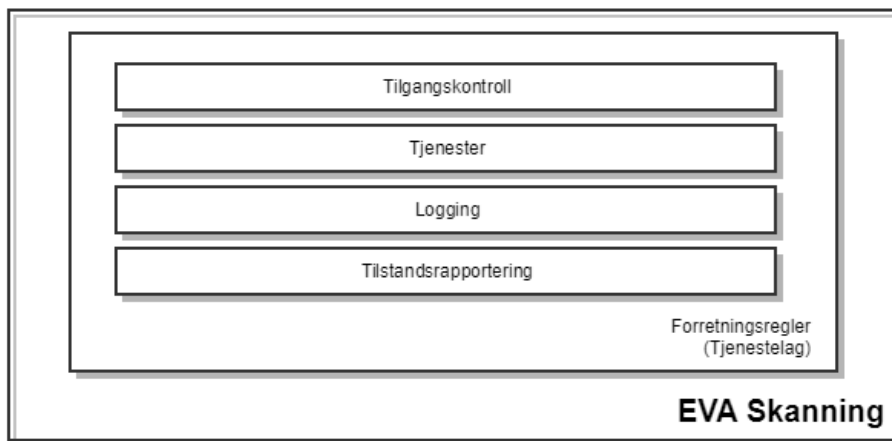 Tilgangskontroll
Tjenester
Logging
Tilstandsrapportering
Forretningsregler
(Tjenestelag)
EVA Skanning